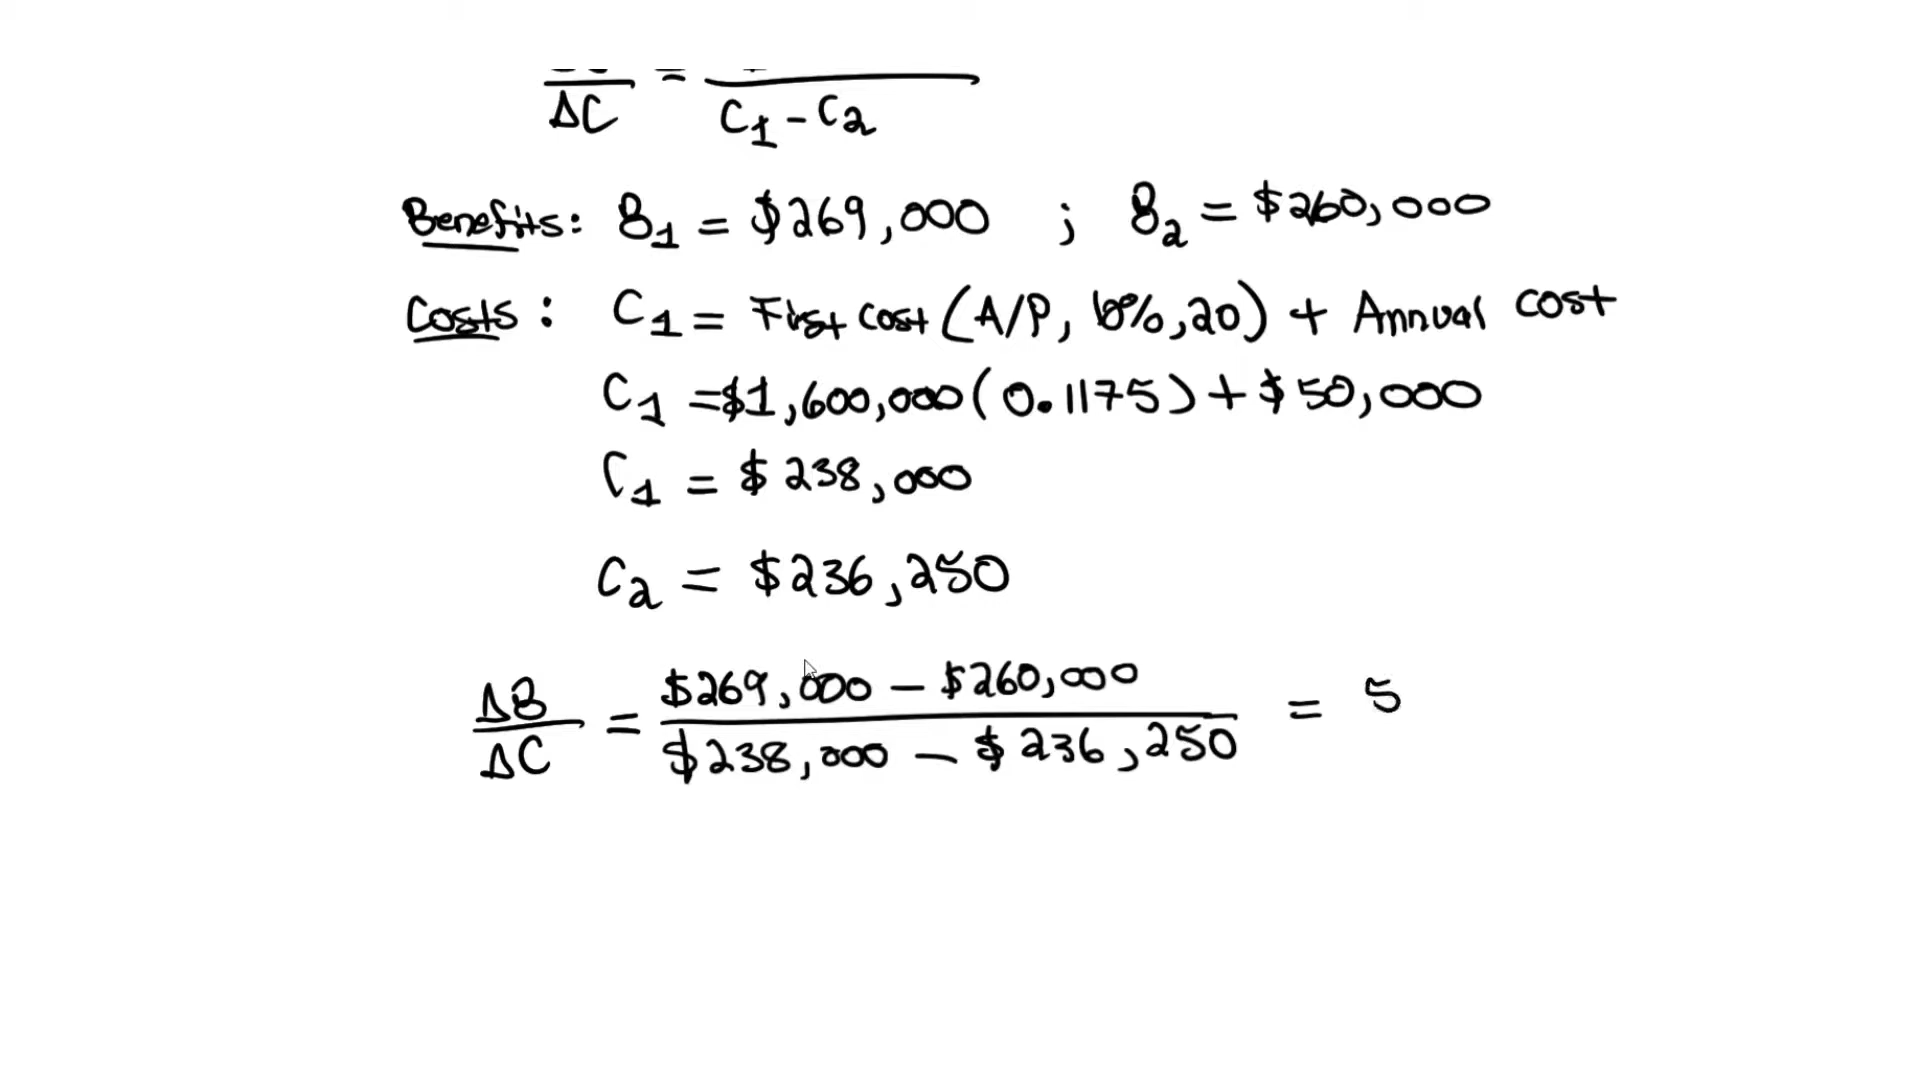 ΔC = C1 - C2
Benefits: B1 = $269,000 ; B2 = $260,000
Costs: C1 = First cost (A/P, 10%, 20) + Annual cost
C1 = $1,600,000 (0.1175) + $50,000
C1 = $238,000
C2 = $236,250
ΔB = $269,000 - $260,000 = 5
ΔC $238,000 - $236,250